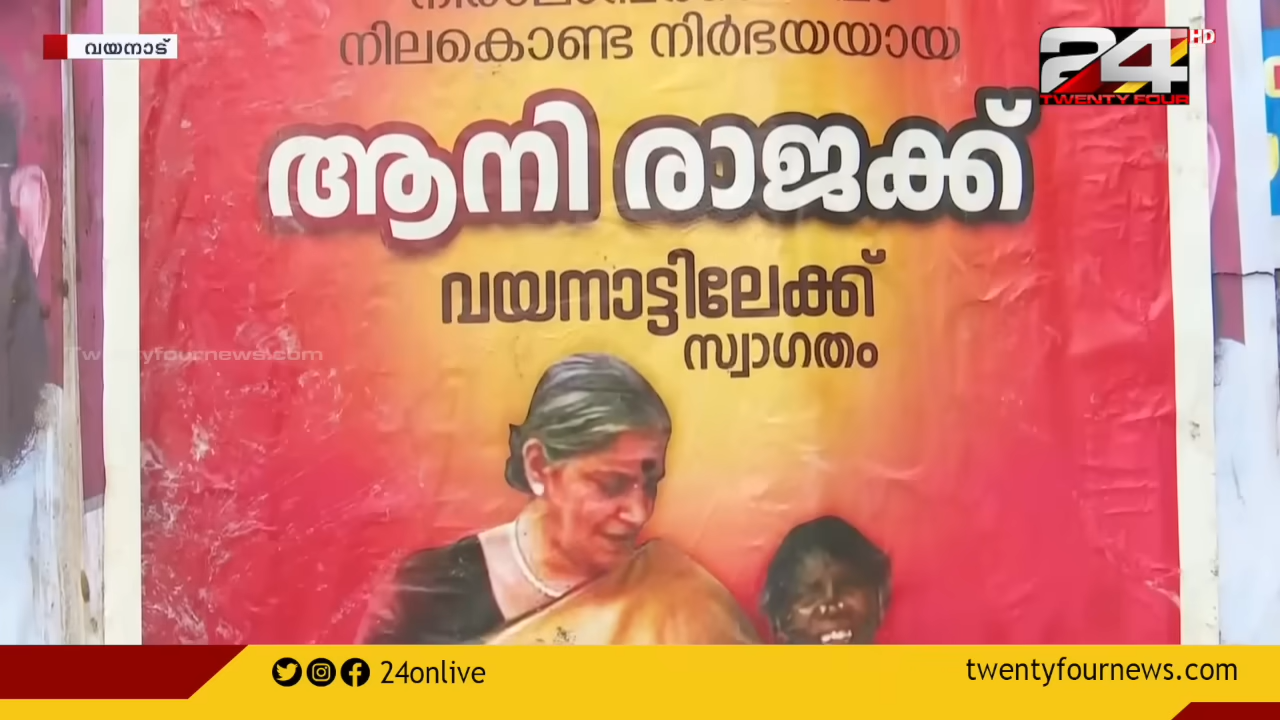 വയനാട്
24 HD
TWENTY FOUR
നിലകൊണ്ട നിർഭയയായ
ആനി രാജക്ക്
വയനാട്ടിലേക്ക്
സ്വാഗതം
Twentyfournews.com
24onlive
twentyfournews.com